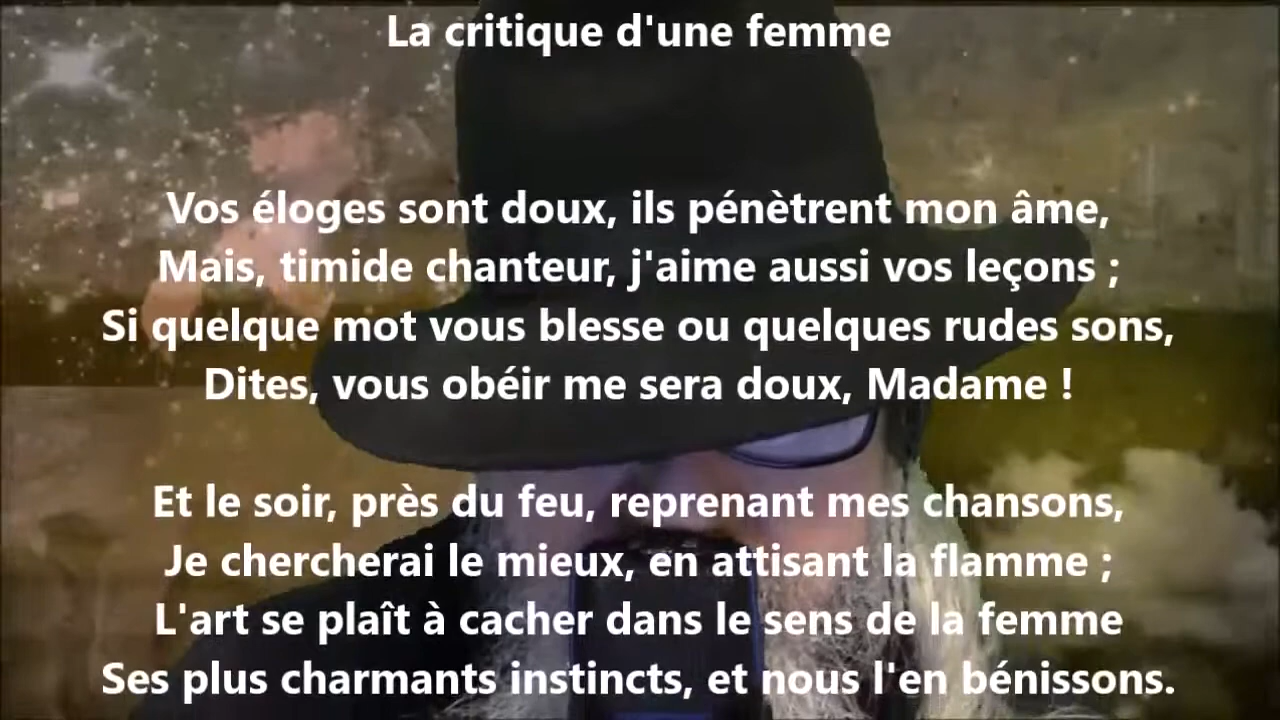 La critique d'une femme
Vos éloges sont doux, ils pénètrent mon âme,
Mais, timide chanteur, j'aime aussi vos leçons ;
Si quelque mot vous blesse ou quelques rudes sons,
Dites, vous obéir me sera doux, Madame !
Et le soir, près du feu, reprenant mes chansons,
Je chercherai le mieux, en attisant la flamme ;
L'art se plaît à cacher dans le sens de la femme
Ses plus charmants instincts, et nous l'en bénissons.